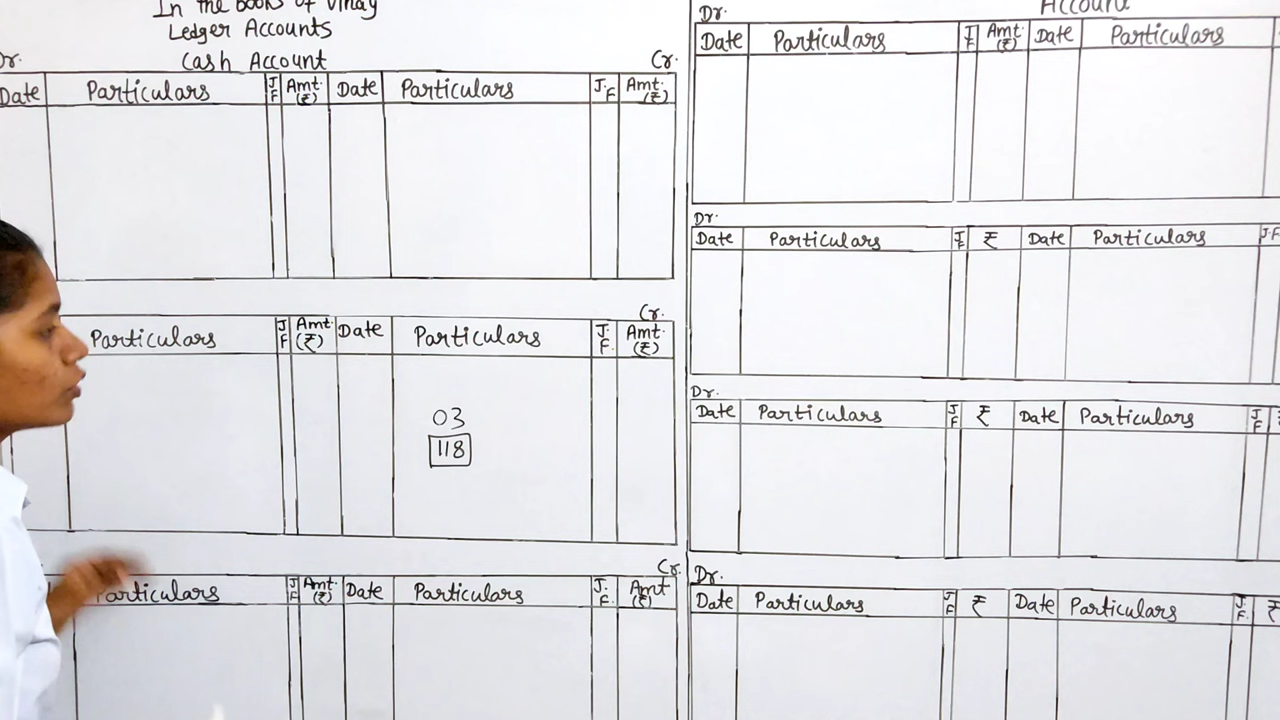 In the books of Vinay
Ledger Accounts
Dr. Cash Account Cr.
Date Particulars J.F Amt.(₹) Date Particulars J.F Amt.(₹)
Cr.
Particulars J.F Amt.(₹) Date Particulars J.F. Amt.(₹)
03
118
Cr.
Particulars J.F Amt.(₹) Date Particulars J.F. Amt(₹)
Dr. Account
Date Particulars J.F Amt.(₹) Date Particulars
Dr.
Date Particulars J.F ₹ Date Particulars J.F
Dr.
Date Particulars J.F ₹ Date Particulars J.F
Dr.
Date Particulars J.F ₹ Date Particulars J.F. ₹